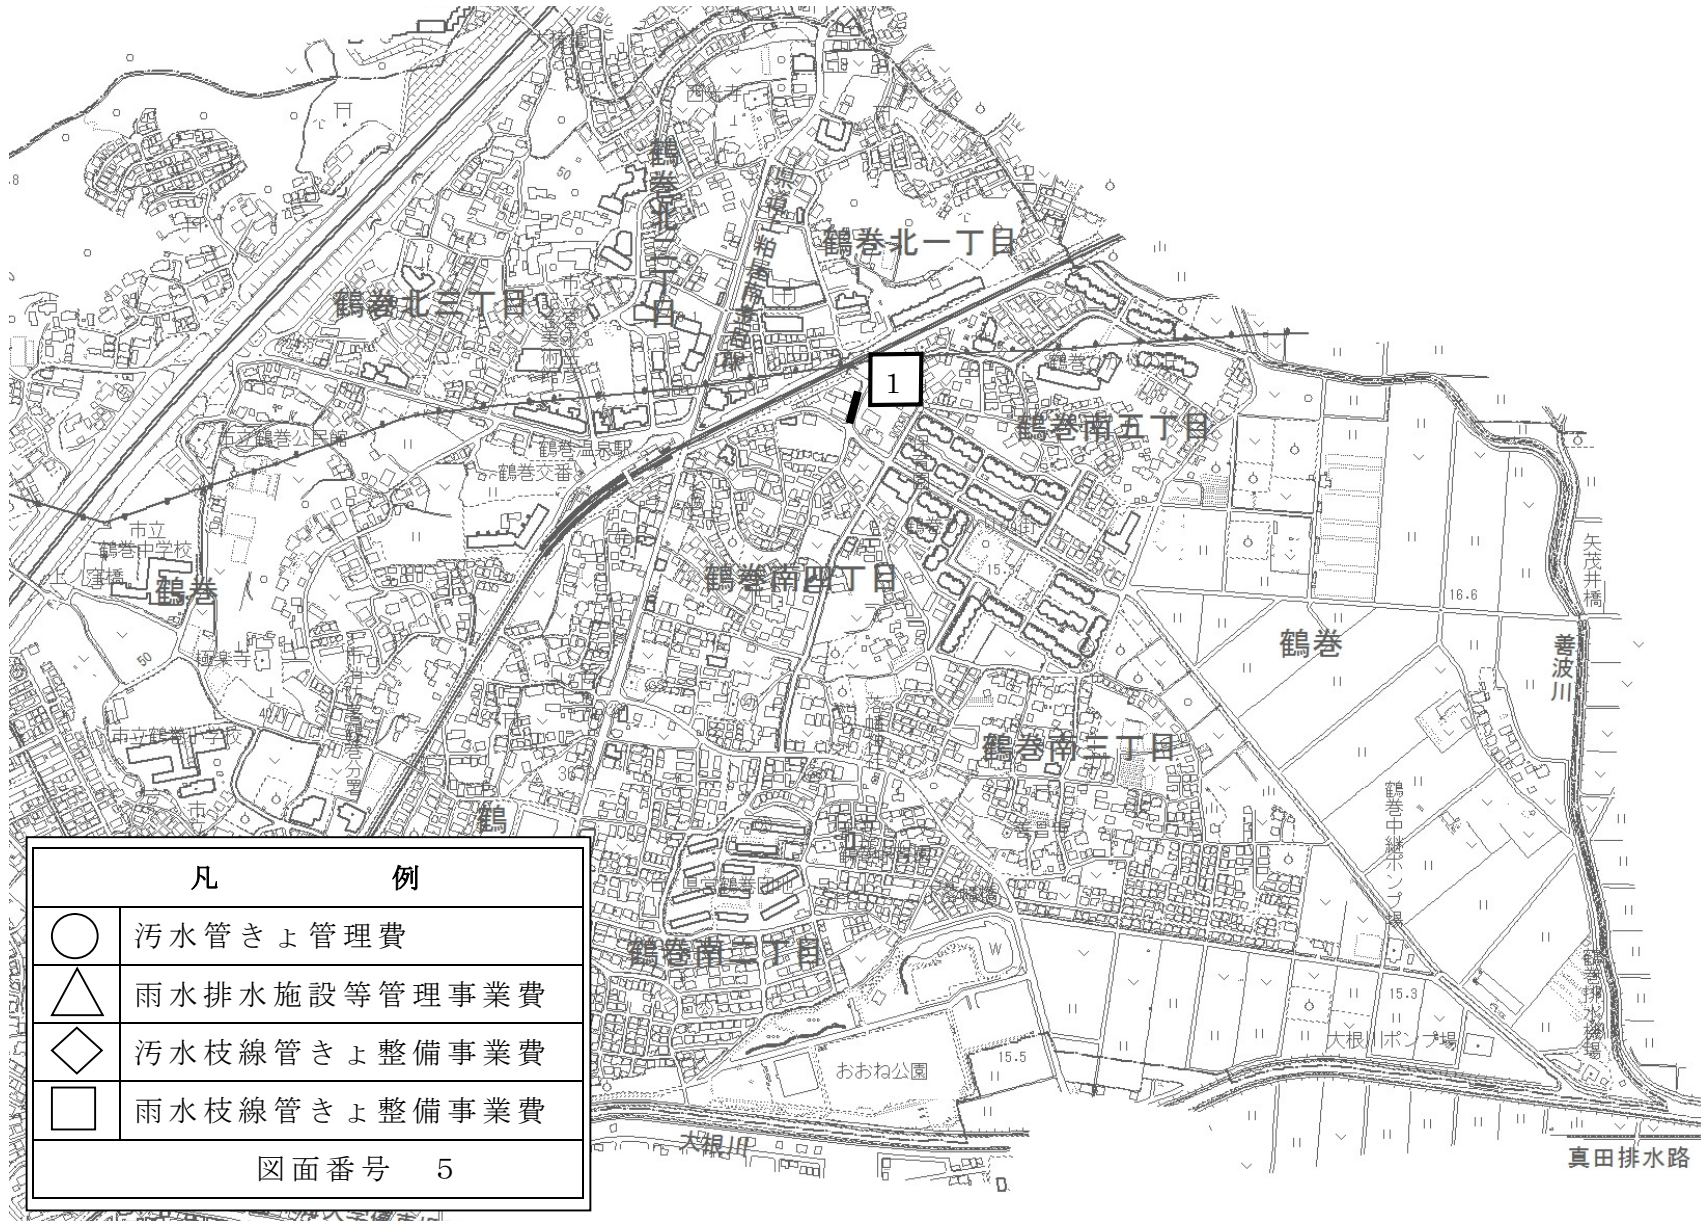 鶴巻北二丁目
鶴巻北一丁目
鶴巻北三丁目
1
鶴巻温泉駅
鶴巻交番
市立鶴巻公民館
鶴巻南五丁目
市立
鶴巻中学校
鶴巻
鶴巻南四丁目
矢茂井橋
16.6
鶴巻
善波川
極楽寺
50
50
市立鶴巻小学校
鶴巻南三丁目
鶴
鶴巻中継ポンプ場
鶴巻南二丁目
W
15.3
大根川ポンプ場
鶴巻排水機場
15.5
おおね公園
大根川
真田排水路
凡例
汚水管きょ管理費
雨水排水施設等管理事業費
汚水枝線管きょ整備事業費
雨水枝線管きょ整備事業費
図面番号 5